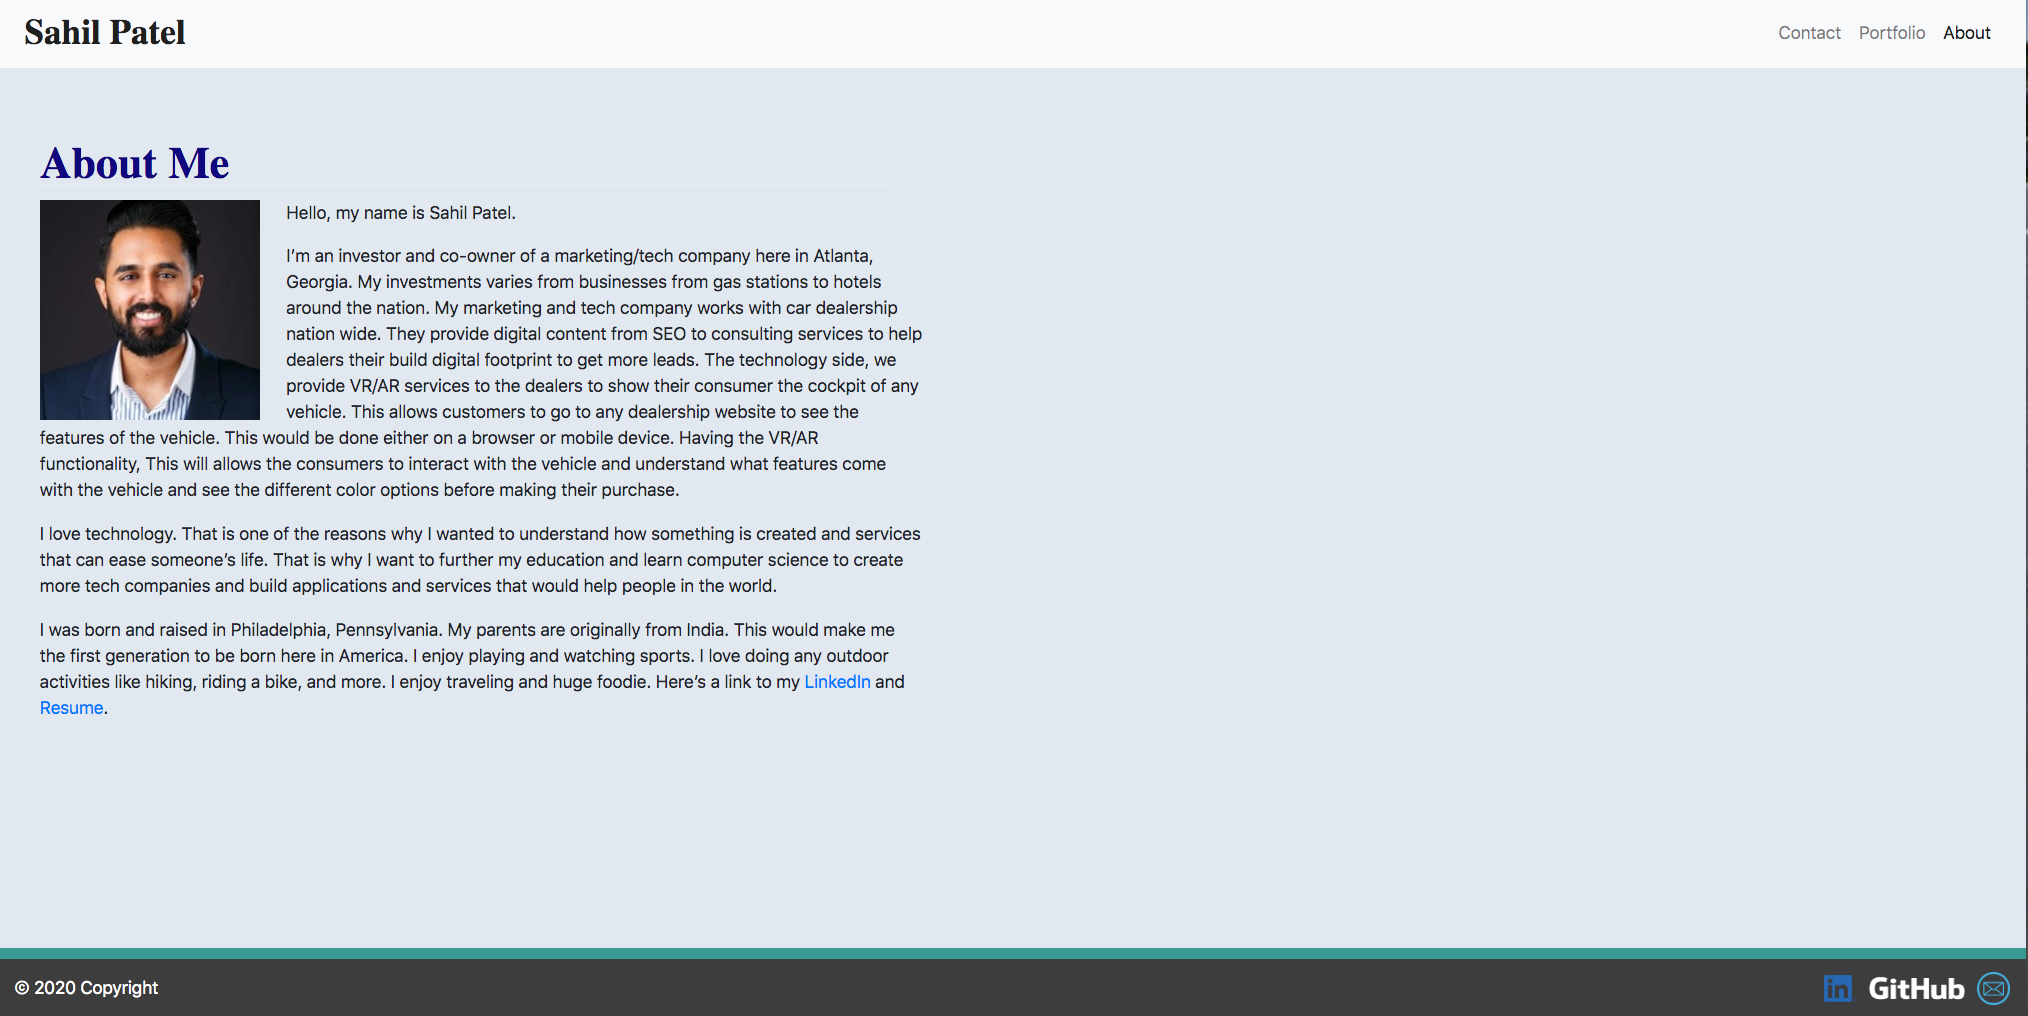 Sahil Patel
Contact Portfolio About
About Me
Hello, my name is Sahil Patel.
I’m an investor and co-owner of a marketing/tech company here in Atlanta,
Georgia. My investments varies from businesses from gas stations to hotels
around the nation. My marketing and tech company works with car dealership
nation wide. They provide digital content from SEO to consulting services to help
dealers their build digital footprint to get more leads. The technology side, we
provide VR/AR services to the dealers to show their consumer the cockpit of any
vehicle. This allows customers to go to any dealership website to see the
features of the vehicle. This would be done either on a browser or mobile device. Having the VR/AR
functionality, This will allows the consumers to interact with the vehicle and understand what features come
with the vehicle and see the different color options before making their purchase.
I love technology. That is one of the reasons why I wanted to understand how something is created and services
that can ease someone’s life. That is why I want to further my education and learn computer science to create
more tech companies and build applications and services that would help people in the world.
I was born and raised in Philadelphia, Pennsylvania. My parents are originally from India. This would make me
the first generation to be born here in America. I enjoy playing and watching sports. I love doing any outdoor
activities like hiking, riding a bike, and more. I enjoy traveling and huge foodie. Here’s a link to my LinkedIn and
Resume.
© 2020 Copyright
in GitHub